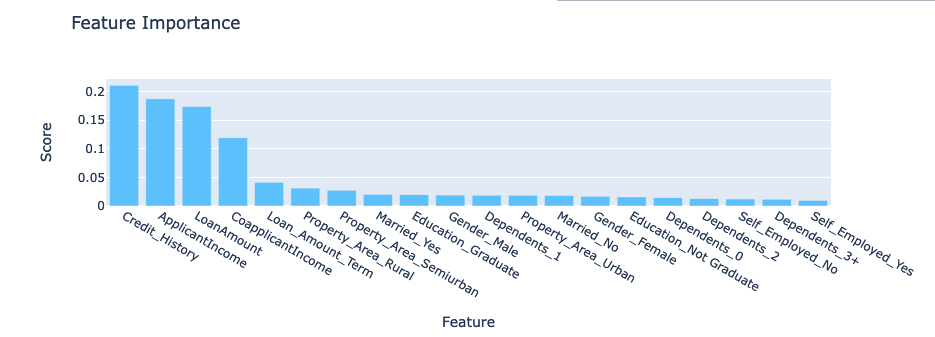 Feature Importance
0.2
0.15
0.1
0.05
0
Score
Credit_History
ApplicantIncome
LoanAmount
CoapplicantIncome
Loan_Amount_Term
Property_Area_Rural
Property_Area_Semiurban
Married_Yes
Education_Graduate
Gender_Male
Dependents_1
Property_Area_Urban
Married_No
Gender_Female
Education_Not Graduate
Dependents_0
Dependents_2
Self_Employed_No
Dependents_3+
Self_Employed_Yes
Feature